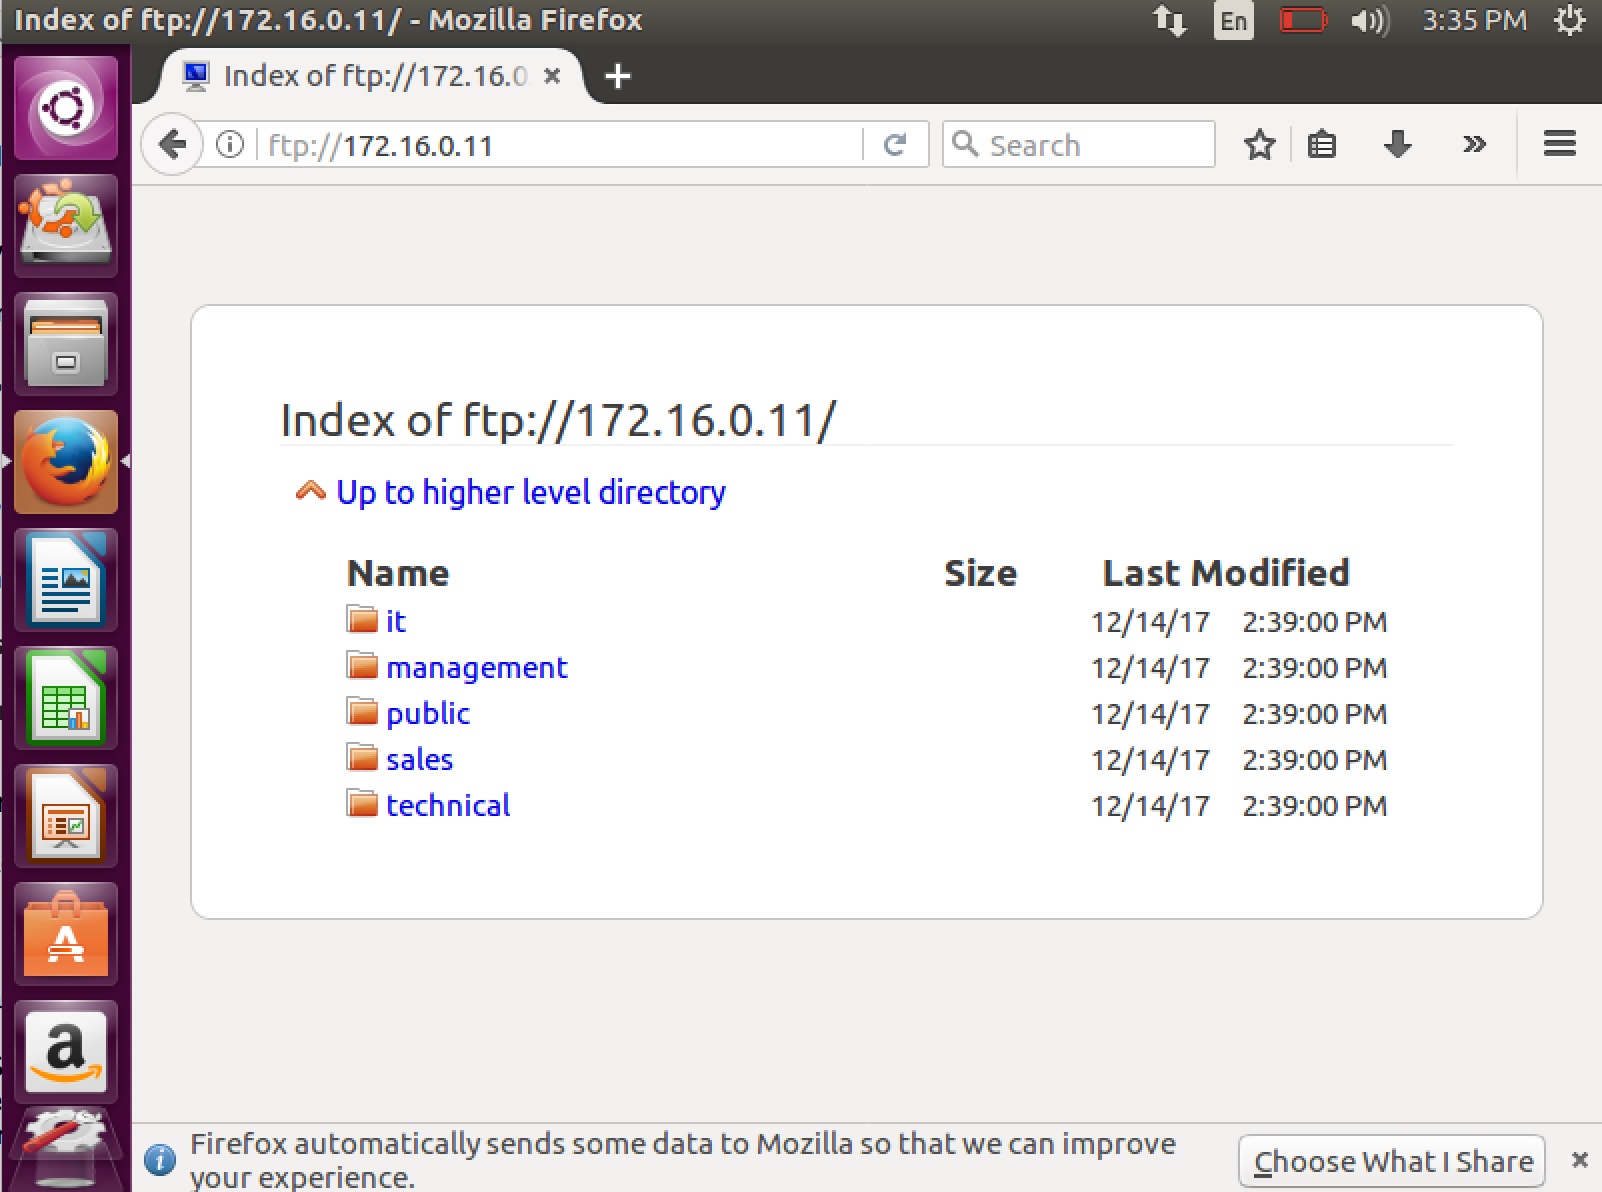 Index of ftp://172.16.0.11/ - Mozilla Firefox
En
3:35 PM
Index of ftp://172.16.0
ftp://172.16.0.11
Search
Index of ftp://172.16.0.11/
Up to higher level directory
Name Size Last Modified
it 12/14/17 2:39:00 PM
management 12/14/17 2:39:00 PM
public 12/14/17 2:39:00 PM
sales 12/14/17 2:39:00 PM
technical 12/14/17 2:39:00 PM
Firefox automatically sends some data to Mozilla so that we can improve
your experience.
Choose What I Share